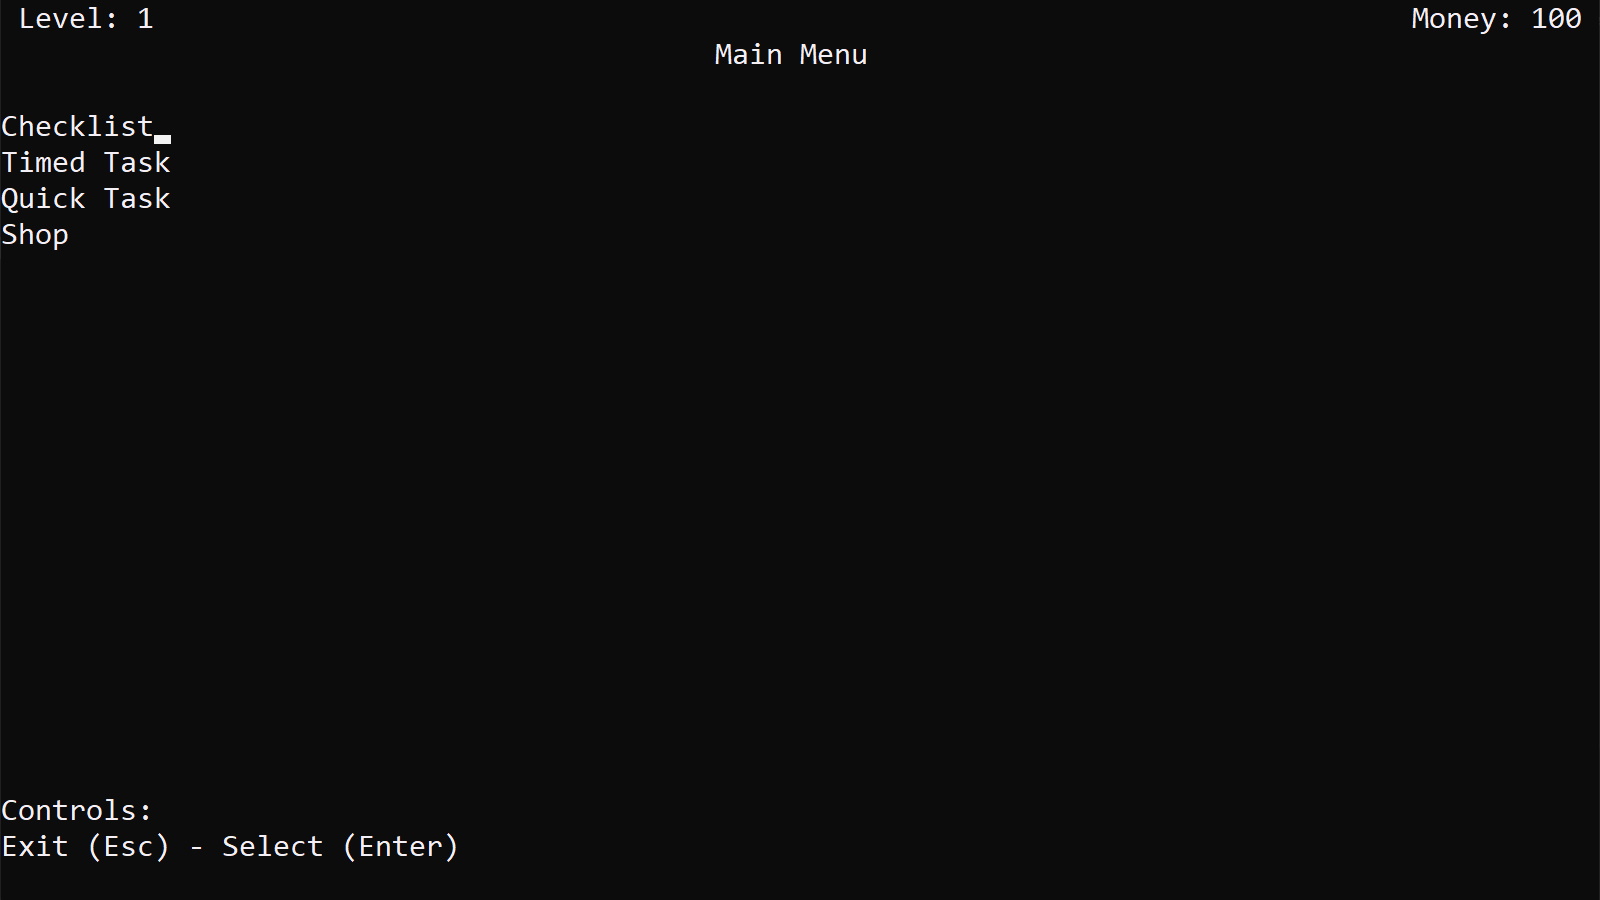 Level: 1 Money: 100
Main Menu
Checklist
Timed Task
Quick Task
Shop
Controls:
Exit (Esc) - Select (Enter)